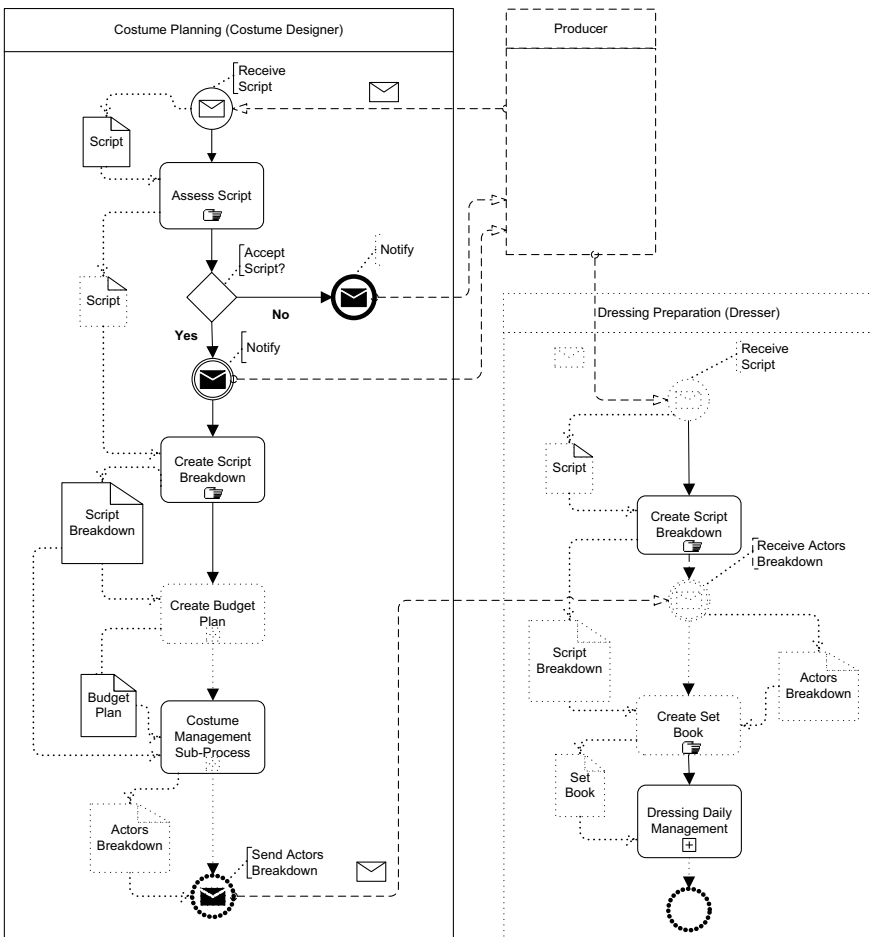 Costume Planning (Costume Designer)
Producer
Receive
Script
Script
Assess Script
Accept
Script?
Notify
Script
No
Yes
Notify
Dressing Preparation (Dresser)
Receive
Script
Create Script
Breakdown
Script
Script
Breakdown
Create Script
Breakdown
Receive Actors
Breakdown
Create Budget
Plan
Script
Breakdown
Actors
Breakdown
Budget
Plan
Costume
Management
Sub-Process
Create Set
Book
Set
Book
Actors
Breakdown
Dressing Daily
Management
Send Actors
Breakdown